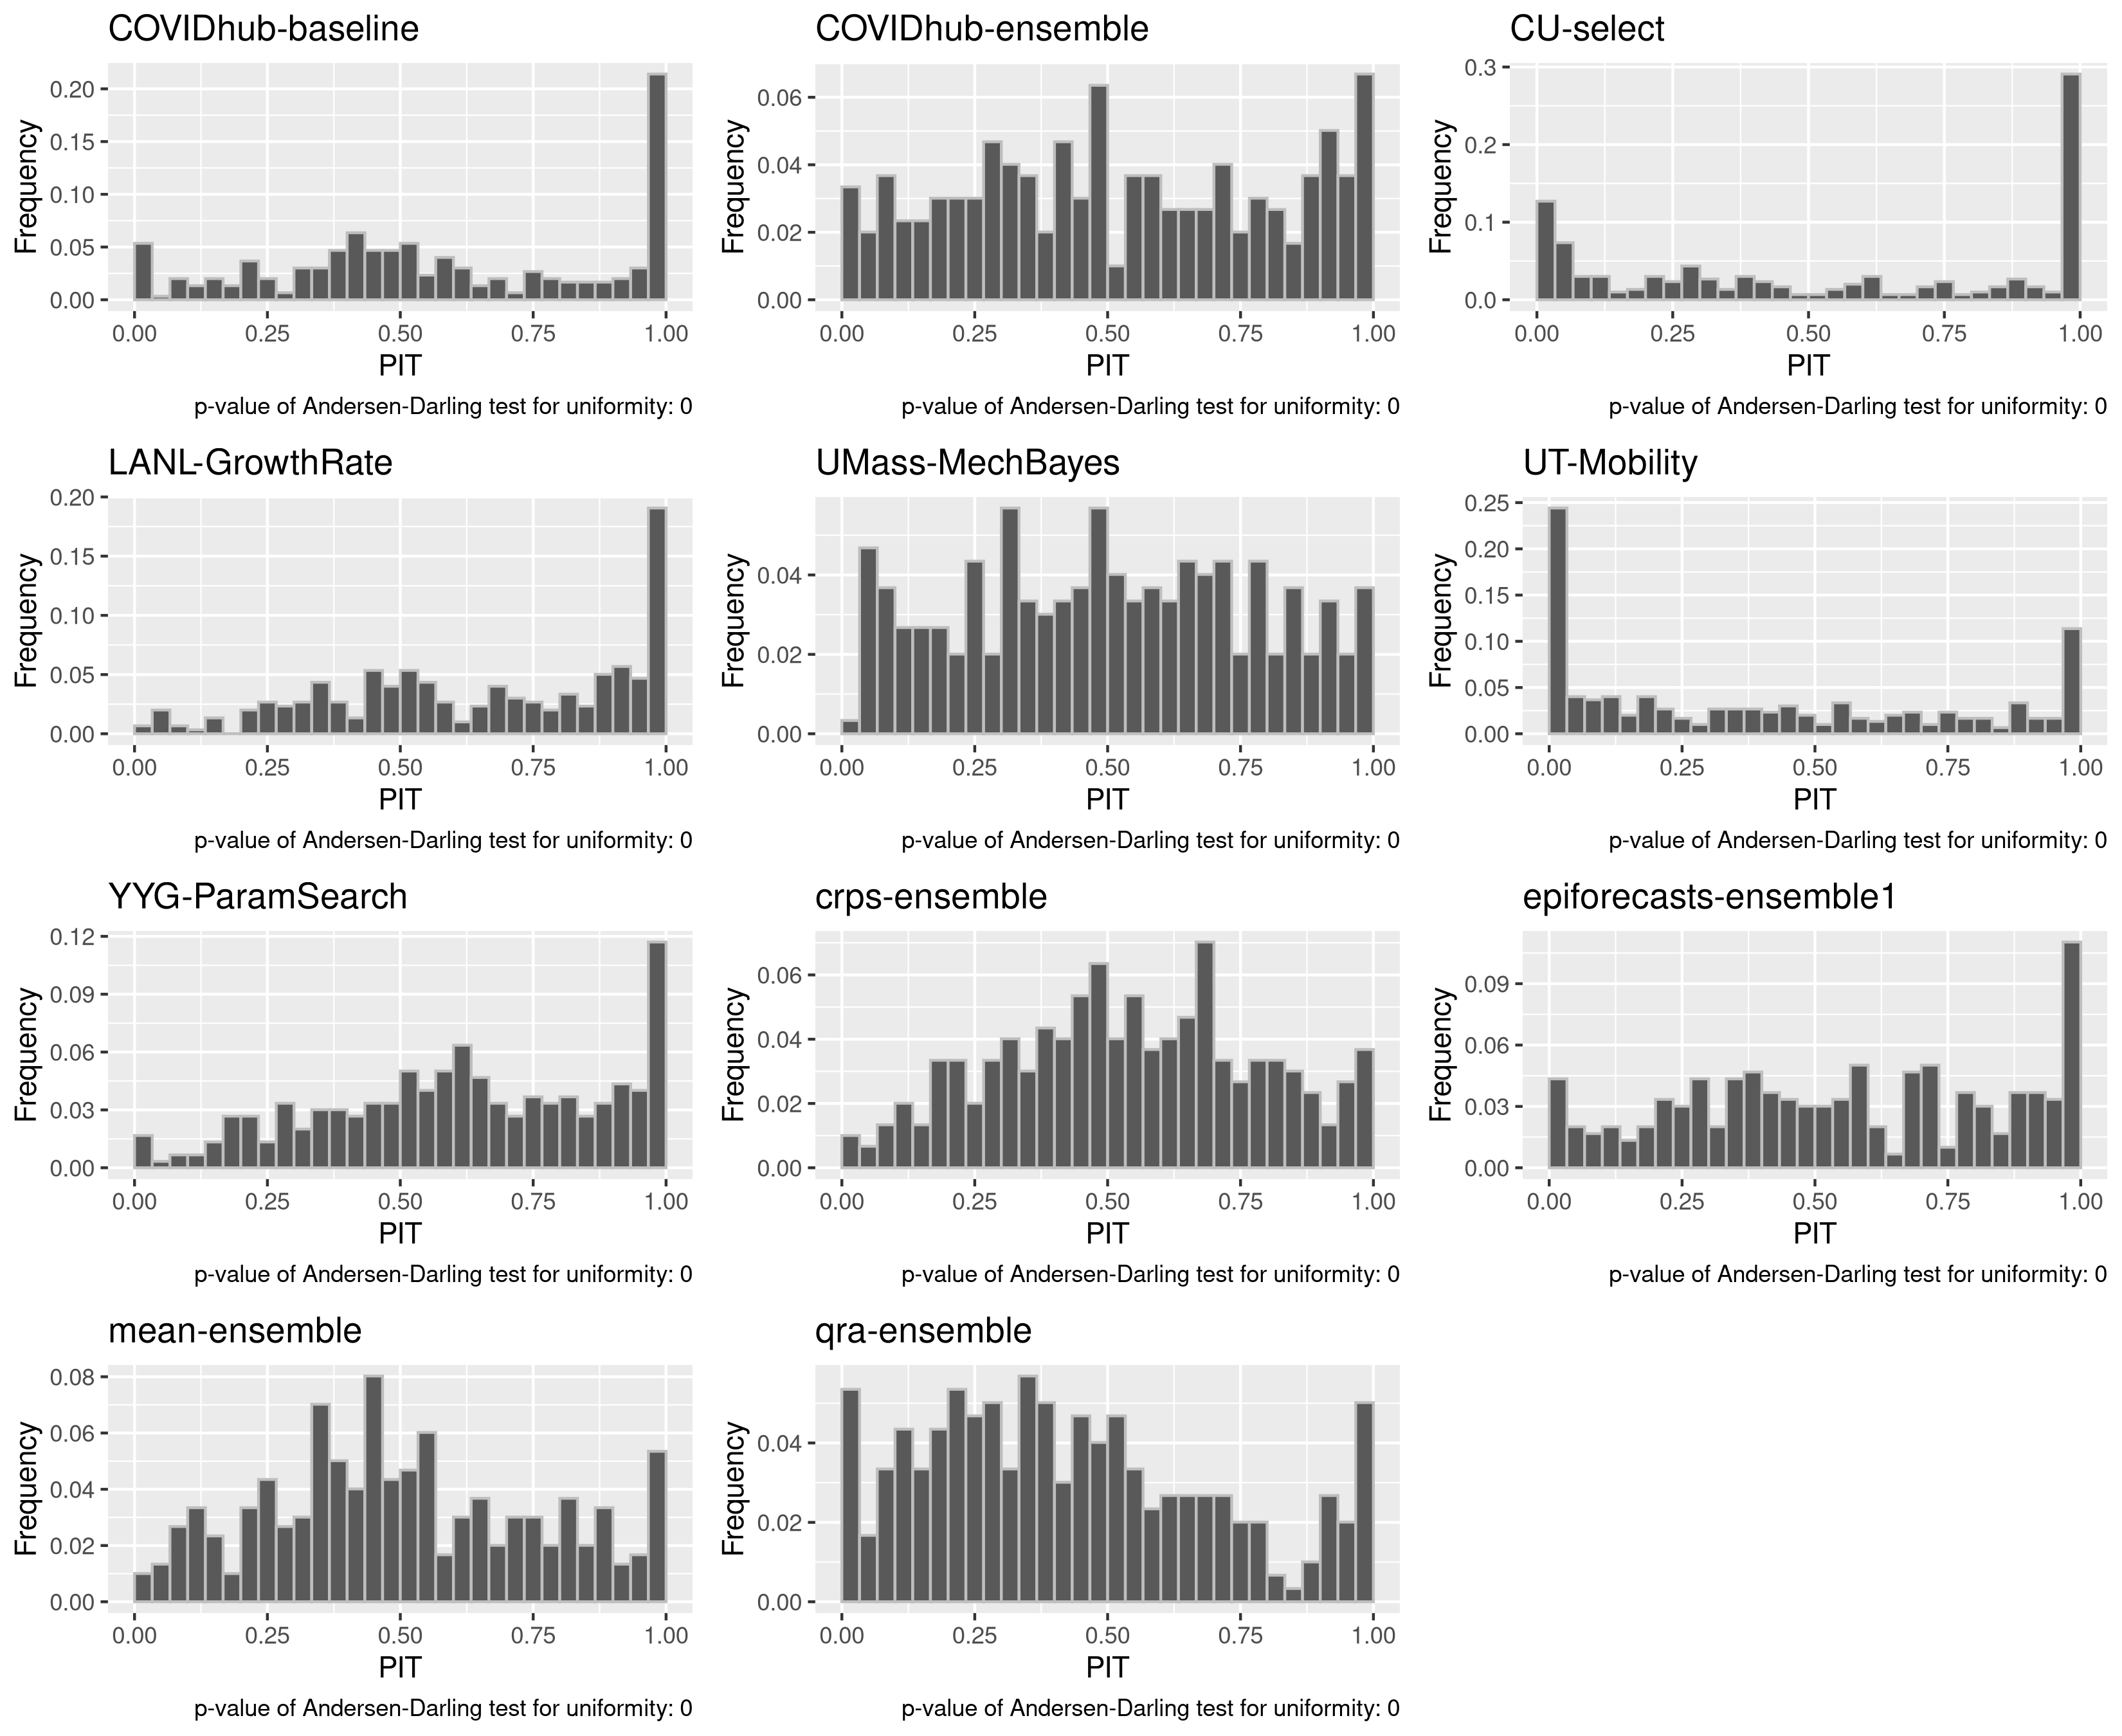 COVIDhub-baseline
COVIDhub-ensemble
CU-select
Frequency
0.20
0.15
0.10
0.05
0.00
0.00 0.25 0.50 0.75 1.00
PIT
p-value of Andersen-Darling test for uniformity: 0
Frequency
0.06
0.04
0.02
0.00
0.00 0.25 0.50 0.75 1.00
PIT
p-value of Andersen-Darling test for uniformity: 0
Frequency
0.3
0.2
0.1
0.0
0.00 0.25 0.50 0.75 1.00
PIT
p-value of Andersen-Darling test for uniformity: 0
LANL-GrowthRate
UMass-MechBayes
UT-Mobility
Frequency
0.20
0.15
0.10
0.05
0.00
0.00 0.25 0.50 0.75 1.00
PIT
p-value of Andersen-Darling test for uniformity: 0
Frequency
0.04
0.02
0.00
0.00 0.25 0.50 0.75 1.00
PIT
p-value of Andersen-Darling test for uniformity: 0
Frequency
0.25
0.20
0.15
0.10
0.05
0.00
0.00 0.25 0.50 0.75 1.00
PIT
p-value of Andersen-Darling test for uniformity: 0
YYG-ParamSearch
crps-ensemble
epiforecasts-ensemble1
Frequency
0.12
0.09
0.06
0.03
0.00
0.00 0.25 0.50 0.75 1.00
PIT
p-value of Andersen-Darling test for uniformity: 0
Frequency
0.06
0.04
0.02
0.00
0.00 0.25 0.50 0.75 1.00
PIT
p-value of Andersen-Darling test for uniformity: 0
Frequency
0.09
0.06
0.03
0.00
0.00 0.25 0.50 0.75 1.00
PIT
p-value of Andersen-Darling test for uniformity: 0
mean-ensemble
qra-ensemble
Frequency
0.08
0.06
0.04
0.02
0.00
0.00 0.25 0.50 0.75 1.00
PIT
p-value of Andersen-Darling test for uniformity: 0
Frequency
0.04
0.02
0.00
0.00 0.25 0.50 0.75 1.00
PIT
p-value of Andersen-Darling test for uniformity: 0